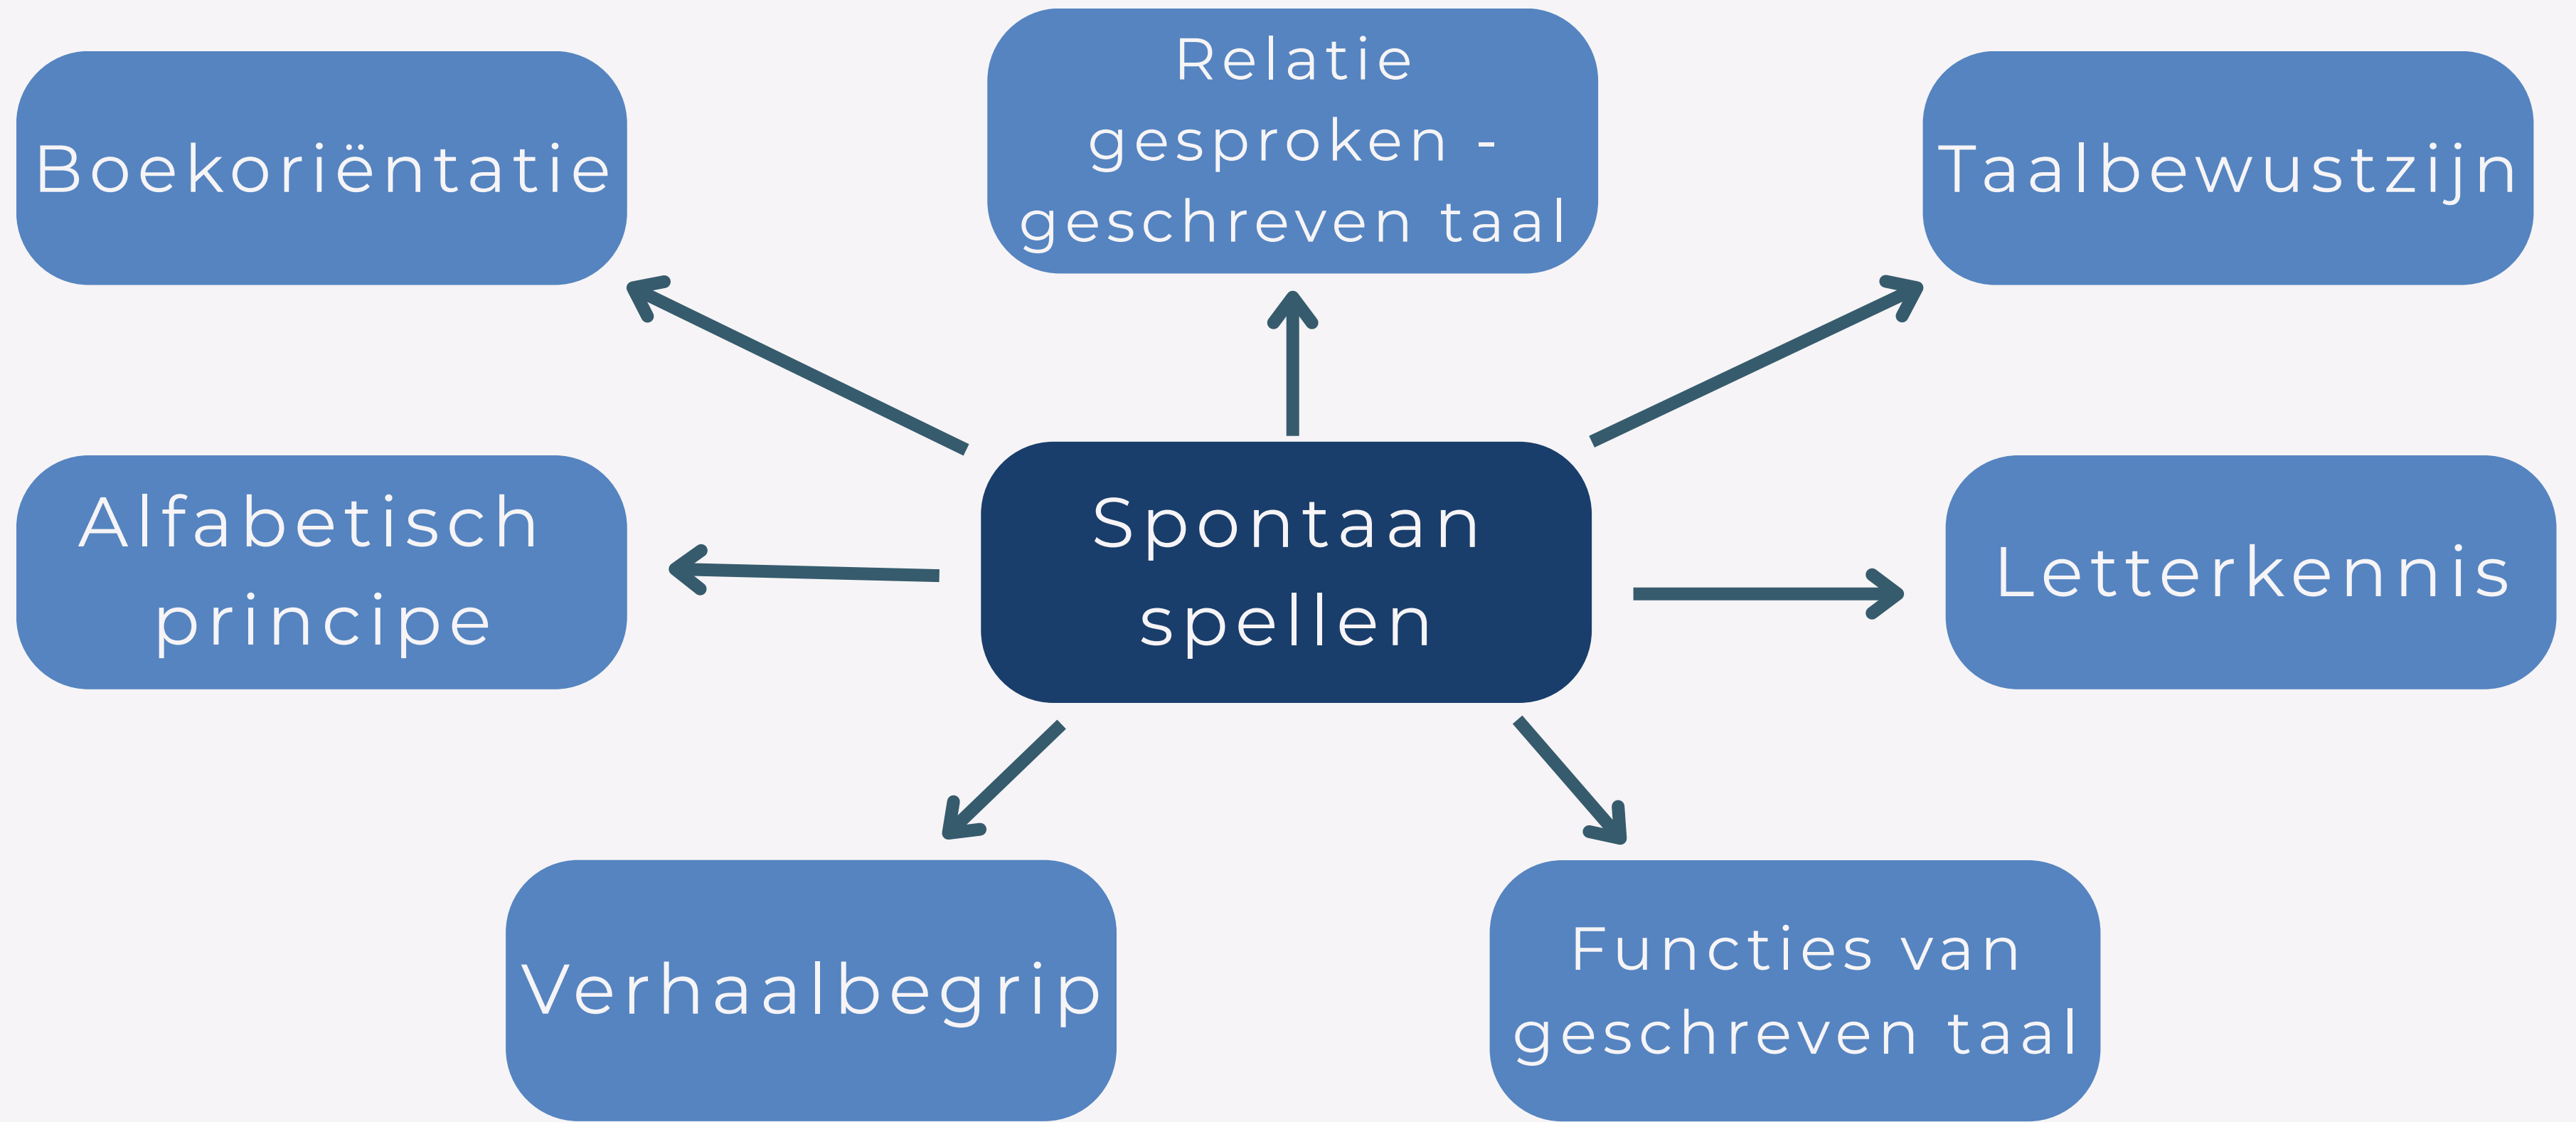 Boekoriëntatie
Relatie
gesproken -
geschreven taal
Taalbewustzijn
Alfabetisch
principe
Spontaan
spellen
Letterkennis
Verhaalbegrip
Functies van
geschreven taal